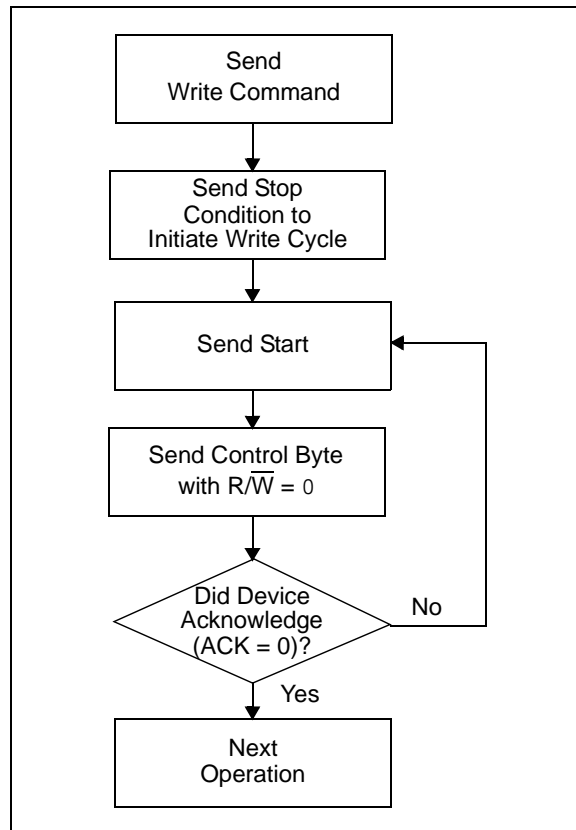 Send
Write Command
Send Stop
Condition to
Initiate Write Cycle
Send Start
Send Control Byte
with R/W̅ = 0
Did Device
Acknowledge
(ACK = 0)?
No
Yes
Next
Operation